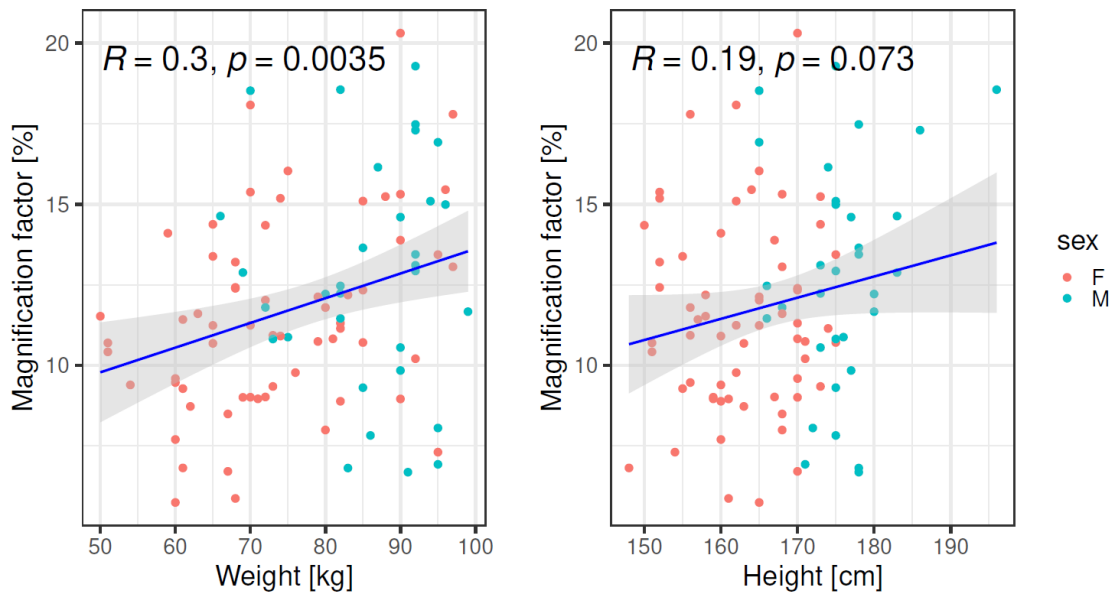 R = 0.3, p = 0.0035
Magnification factor [%]
20
15
10
50 60 70 80 90 100
Weight [kg]
R = 0.19, p = 0.073
Magnification factor [%]
20
15
10
150 160 170 180 190
Height [cm]
sex
F
M